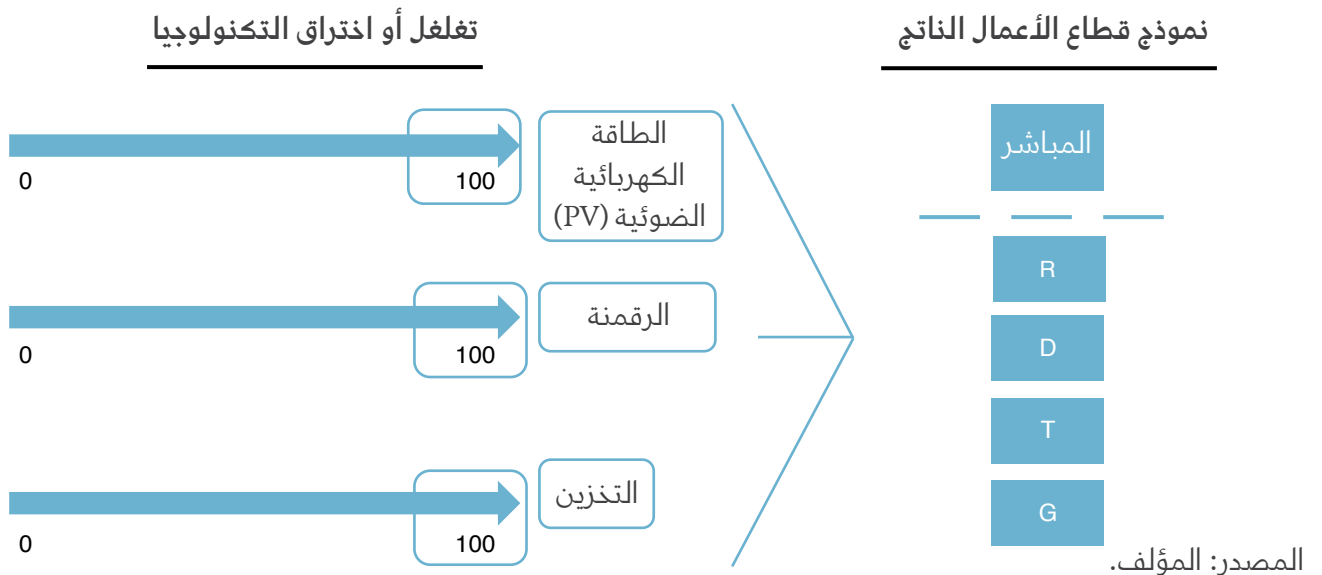 نموذج قطاع الأعمال الناتج
تغلغل أو اختراق التكنولوجيا
الطاقة
الكهربائية
الضوئية (PV)
0
100
الرقمنة
0
100
التخزين
0
100
المباشر
R
D
T
G
المصدر: المؤلف.